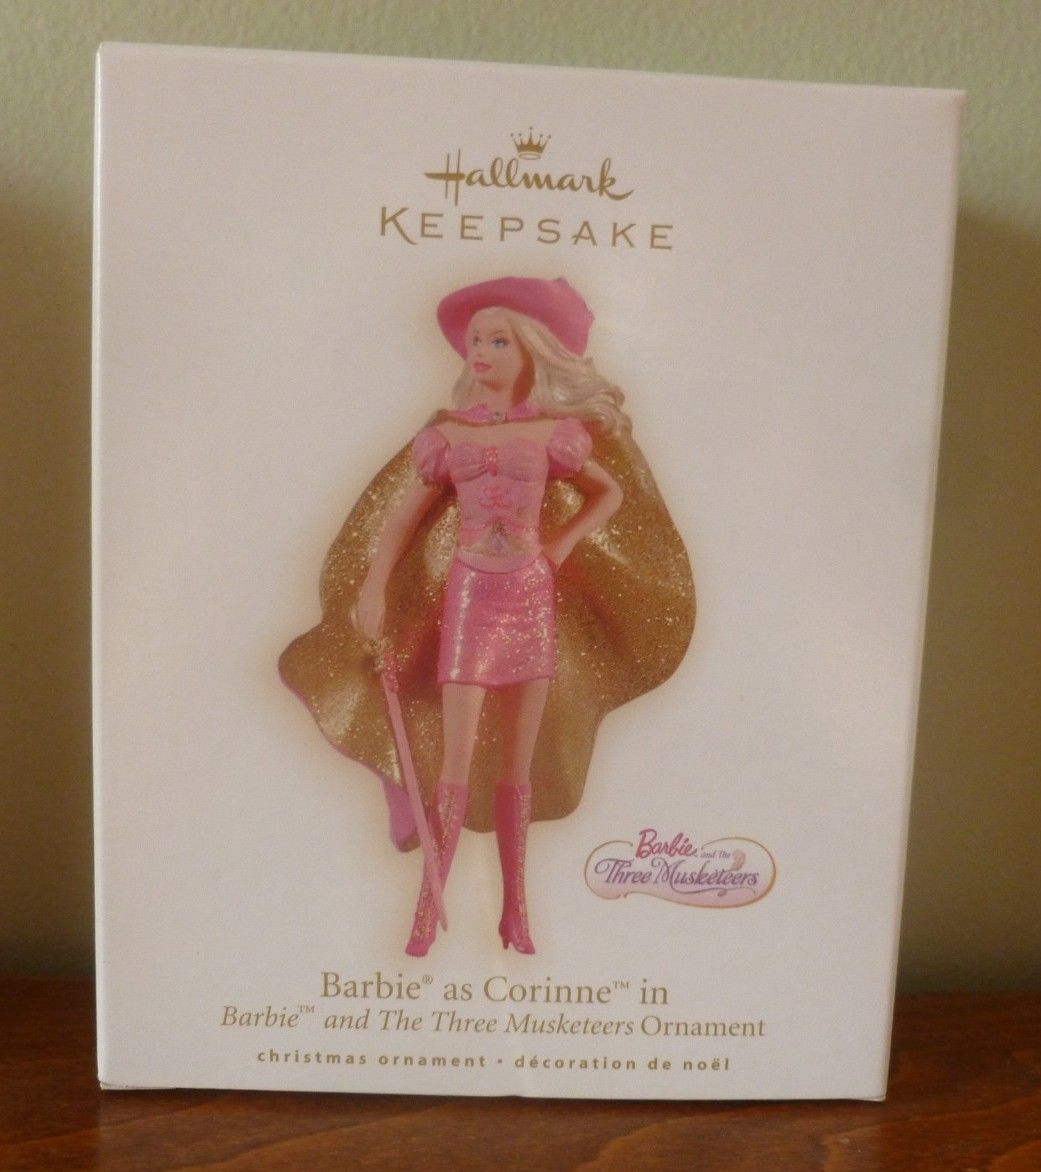 Hallmark
KEEPSAKE
Barbie and The
Three Musketeers
Barbie® as Corinne™ in
Barbie™ and The Three Musketeers Ornament
christmas ornament • décoration de noël